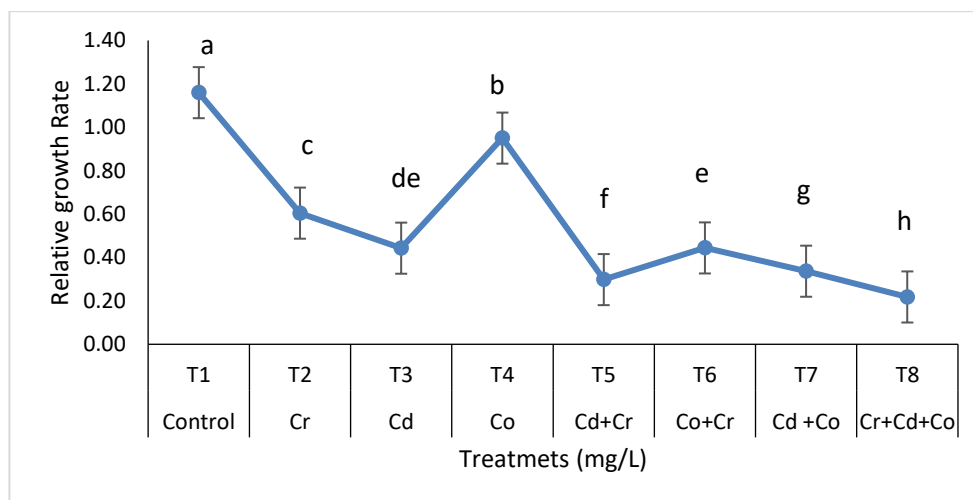 1.40
1.20
1.00
0.80
0.60
0.40
0.20
0.00
Relative growth Rate
a
c
de
b
f
e
g
h
T1 T2 T3 T4 T5 T6 T7 T8
Control Cr Cd Co Cd+Cr Co+Cr Cd +Co Cr+Cd+Co
Treatmets (mg/L)